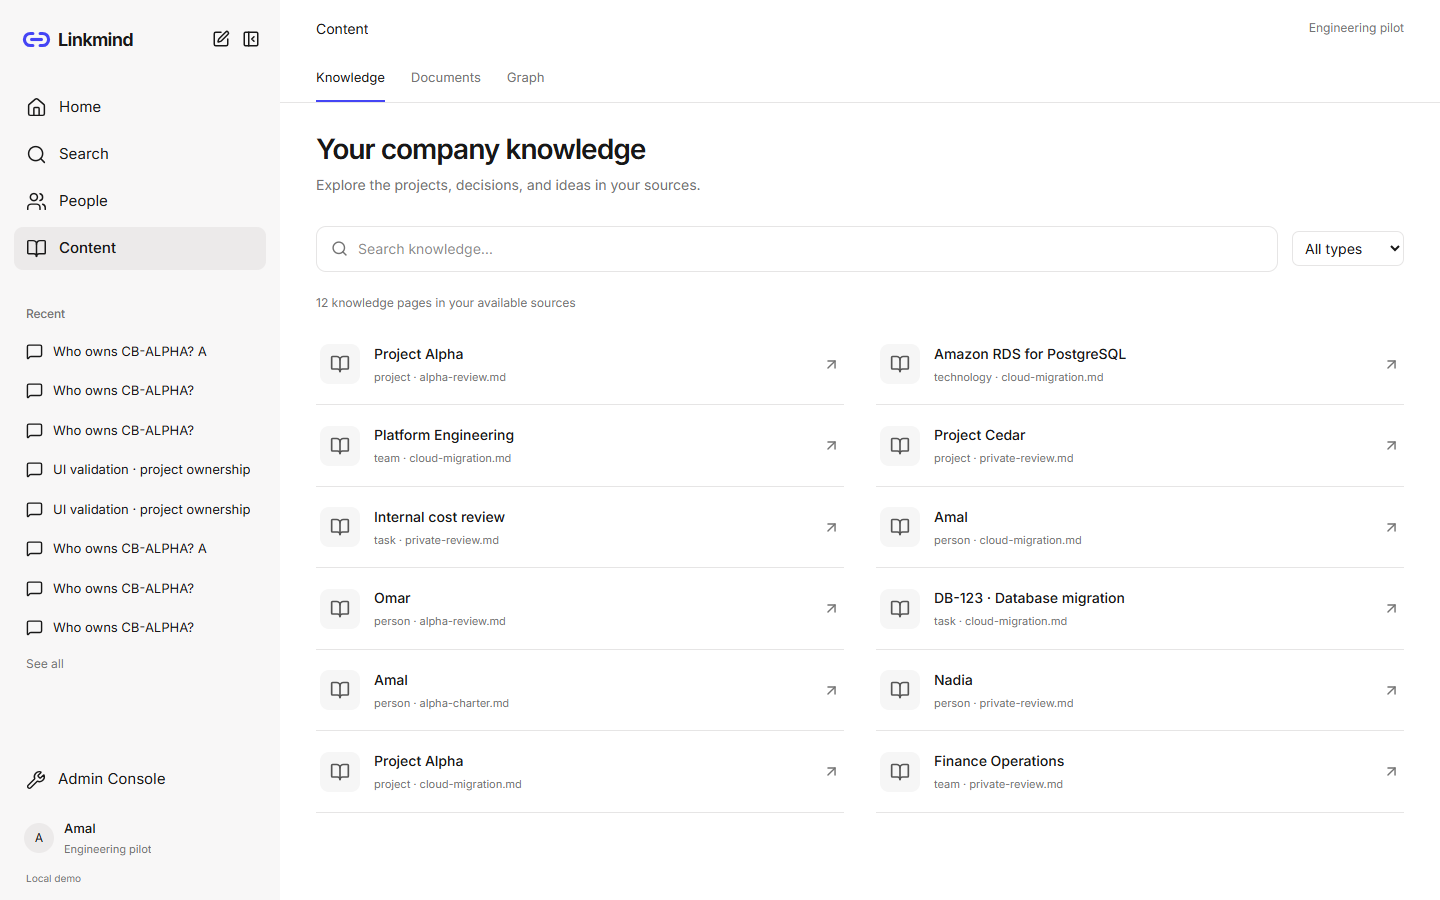 Linkmind
Home
Search
People
Content
Recent
Who owns CB-ALPHA? A
Who owns CB-ALPHA?
Who owns CB-ALPHA?
UI validation · project ownership
UI validation · project ownership
Who owns CB-ALPHA? A
Who owns CB-ALPHA?
Who owns CB-ALPHA?
See all
Admin Console
A
Amal
Engineering pilot
Local demo
Content
Engineering pilot
Knowledge Documents Graph
Your company knowledge
Explore the projects, decisions, and ideas in your sources.
Search knowledge...
All types
12 knowledge pages in your available sources
Project Alpha
project · alpha-review.md
Amazon RDS for PostgreSQL
technology · cloud-migration.md
Platform Engineering
team · cloud-migration.md
Project Cedar
project · private-review.md
Internal cost review
task · private-review.md
Amal
person · cloud-migration.md
Omar
person · alpha-review.md
DB-123 · Database migration
task · cloud-migration.md
Amal
person · alpha-charter.md
Nadia
person · private-review.md
Project Alpha
project · cloud-migration.md
Finance Operations
team · private-review.md